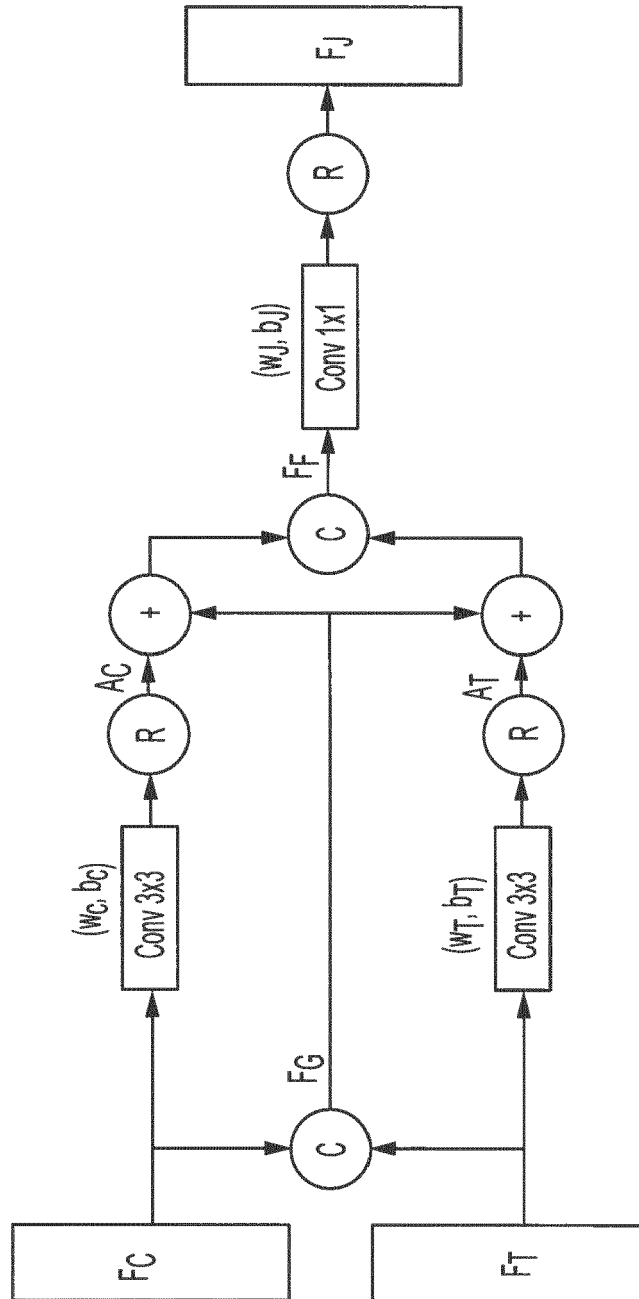 FC
FT
C
FG
(wC, bC)
Conv 3x3
R
AC
+
(wT, bT)
Conv 3x3
R
AT
+
C
FF
(wJ, bJ)
Conv 1x1
R
FJ